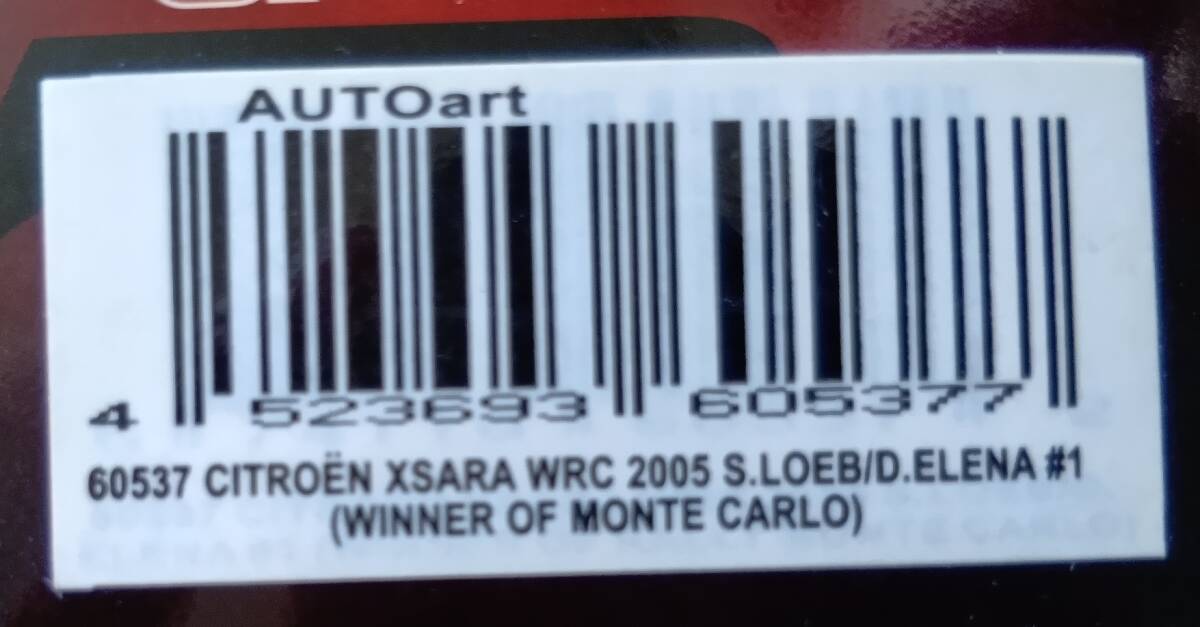 AUTOart
4 523693 605377
60537 CITROËN XSARA WRC 2005 S.LOEB/D.ELENA #1
(WINNER OF MONTE CARLO)